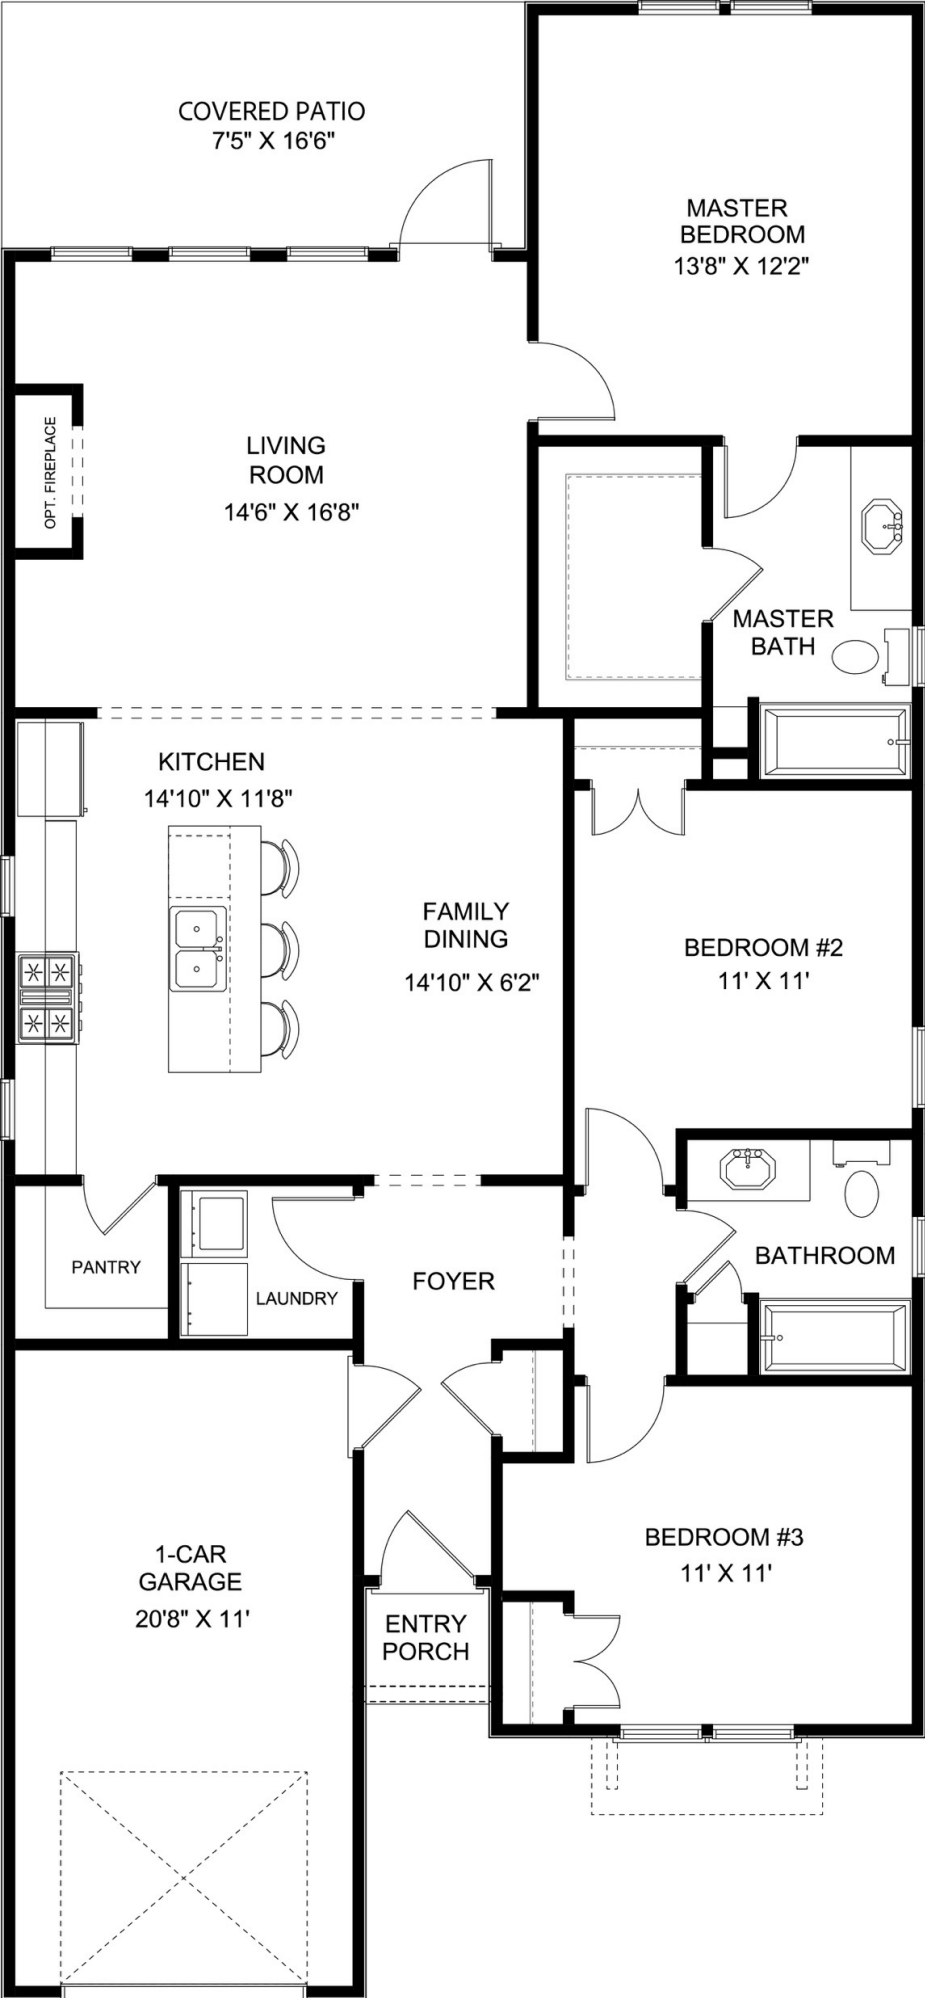 COVERED PATIO
7'5" X 16'6"
MASTER
BEDROOM
13'8" X 12'2"
LIVING
ROOM
14'6" X 16'8"
OPT. FIREPLACE
MASTER
BATH
KITCHEN
14'10" X 11'8"
FAMILY
DINING
14'10" X 6'2"
BEDROOM #2
11' X 11'
PANTRY
LAUNDRY
FOYER
BATHROOM
1-CAR
GARAGE
20'8" X 11'
ENTRY
PORCH
BEDROOM #3
11' X 11'